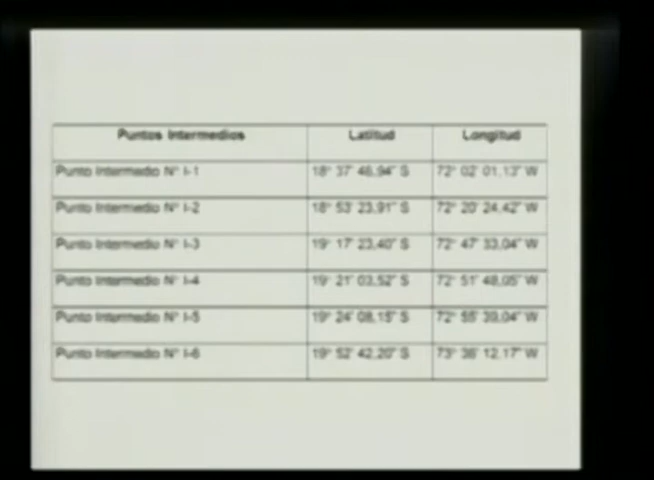 Puntos Intermedios Latitud Longitud
Punto Intermedio N° I-1 18° 37' 46,94" S 72° 02' 01,13" W
Punto Intermedio N° I-2 18° 53' 23,91" S 72° 20' 24,42" W
Punto Intermedio N° I-3 19° 17' 23,40" S 72° 47' 33,04" W
Punto Intermedio N° I-4 19° 21' 03,52" S 72° 51' 48,05" W
Punto Intermedio N° I-5 19° 24' 08,15" S 72° 55' 39,04" W
Punto Intermedio N° I-6 19° 52' 42,20" S 73° 36' 12,17" W